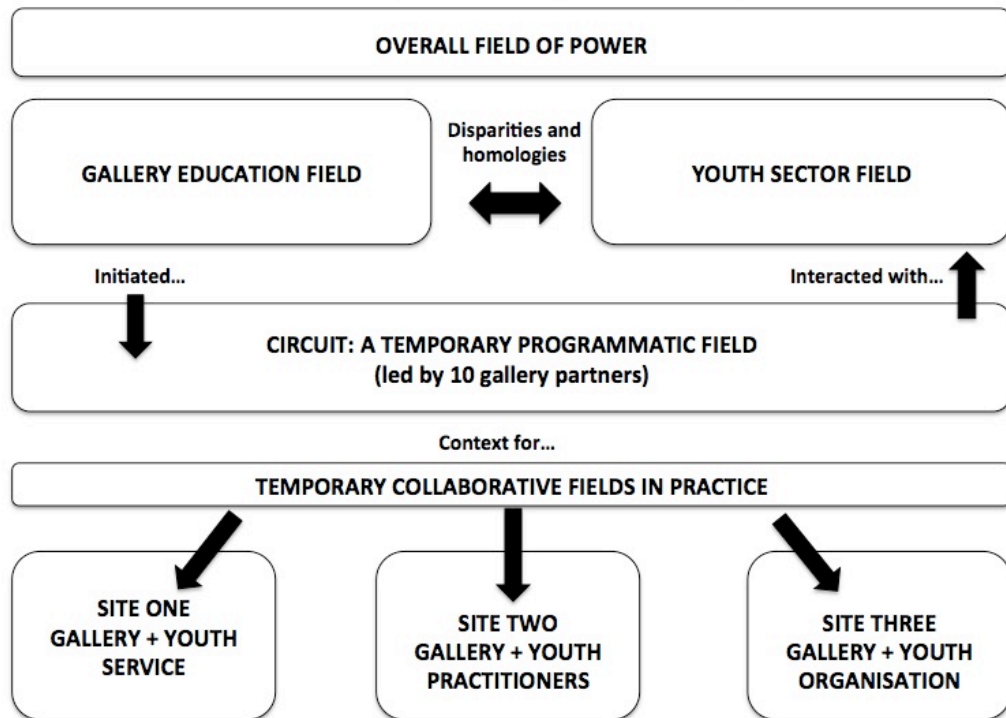 OVERALL FIELD OF POWER
GALLERY EDUCATION FIELD
Disparities and
homologies
YOUTH SECTOR FIELD
Initiated...
Interacted with...
CIRCUIT: A TEMPORARY PROGRAMMATIC FIELD
(led by 10 gallery partners)
Context for...
TEMPORARY COLLABORATIVE FIELDS IN PRACTICE
SITE ONE
GALLERY + YOUTH
SERVICE
SITE TWO
GALLERY + YOUTH
PRACTITIONERS
SITE THREE
GALLERY + YOUTH
ORGANISATION